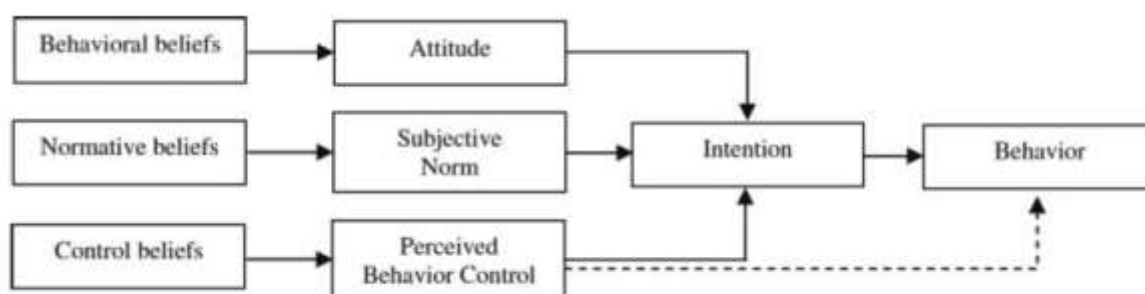 Behavioral beliefs
Attitude
Normative beliefs
Subjective
Norm
Intention
Behavior
Control beliefs
Perceived
Behavior Control